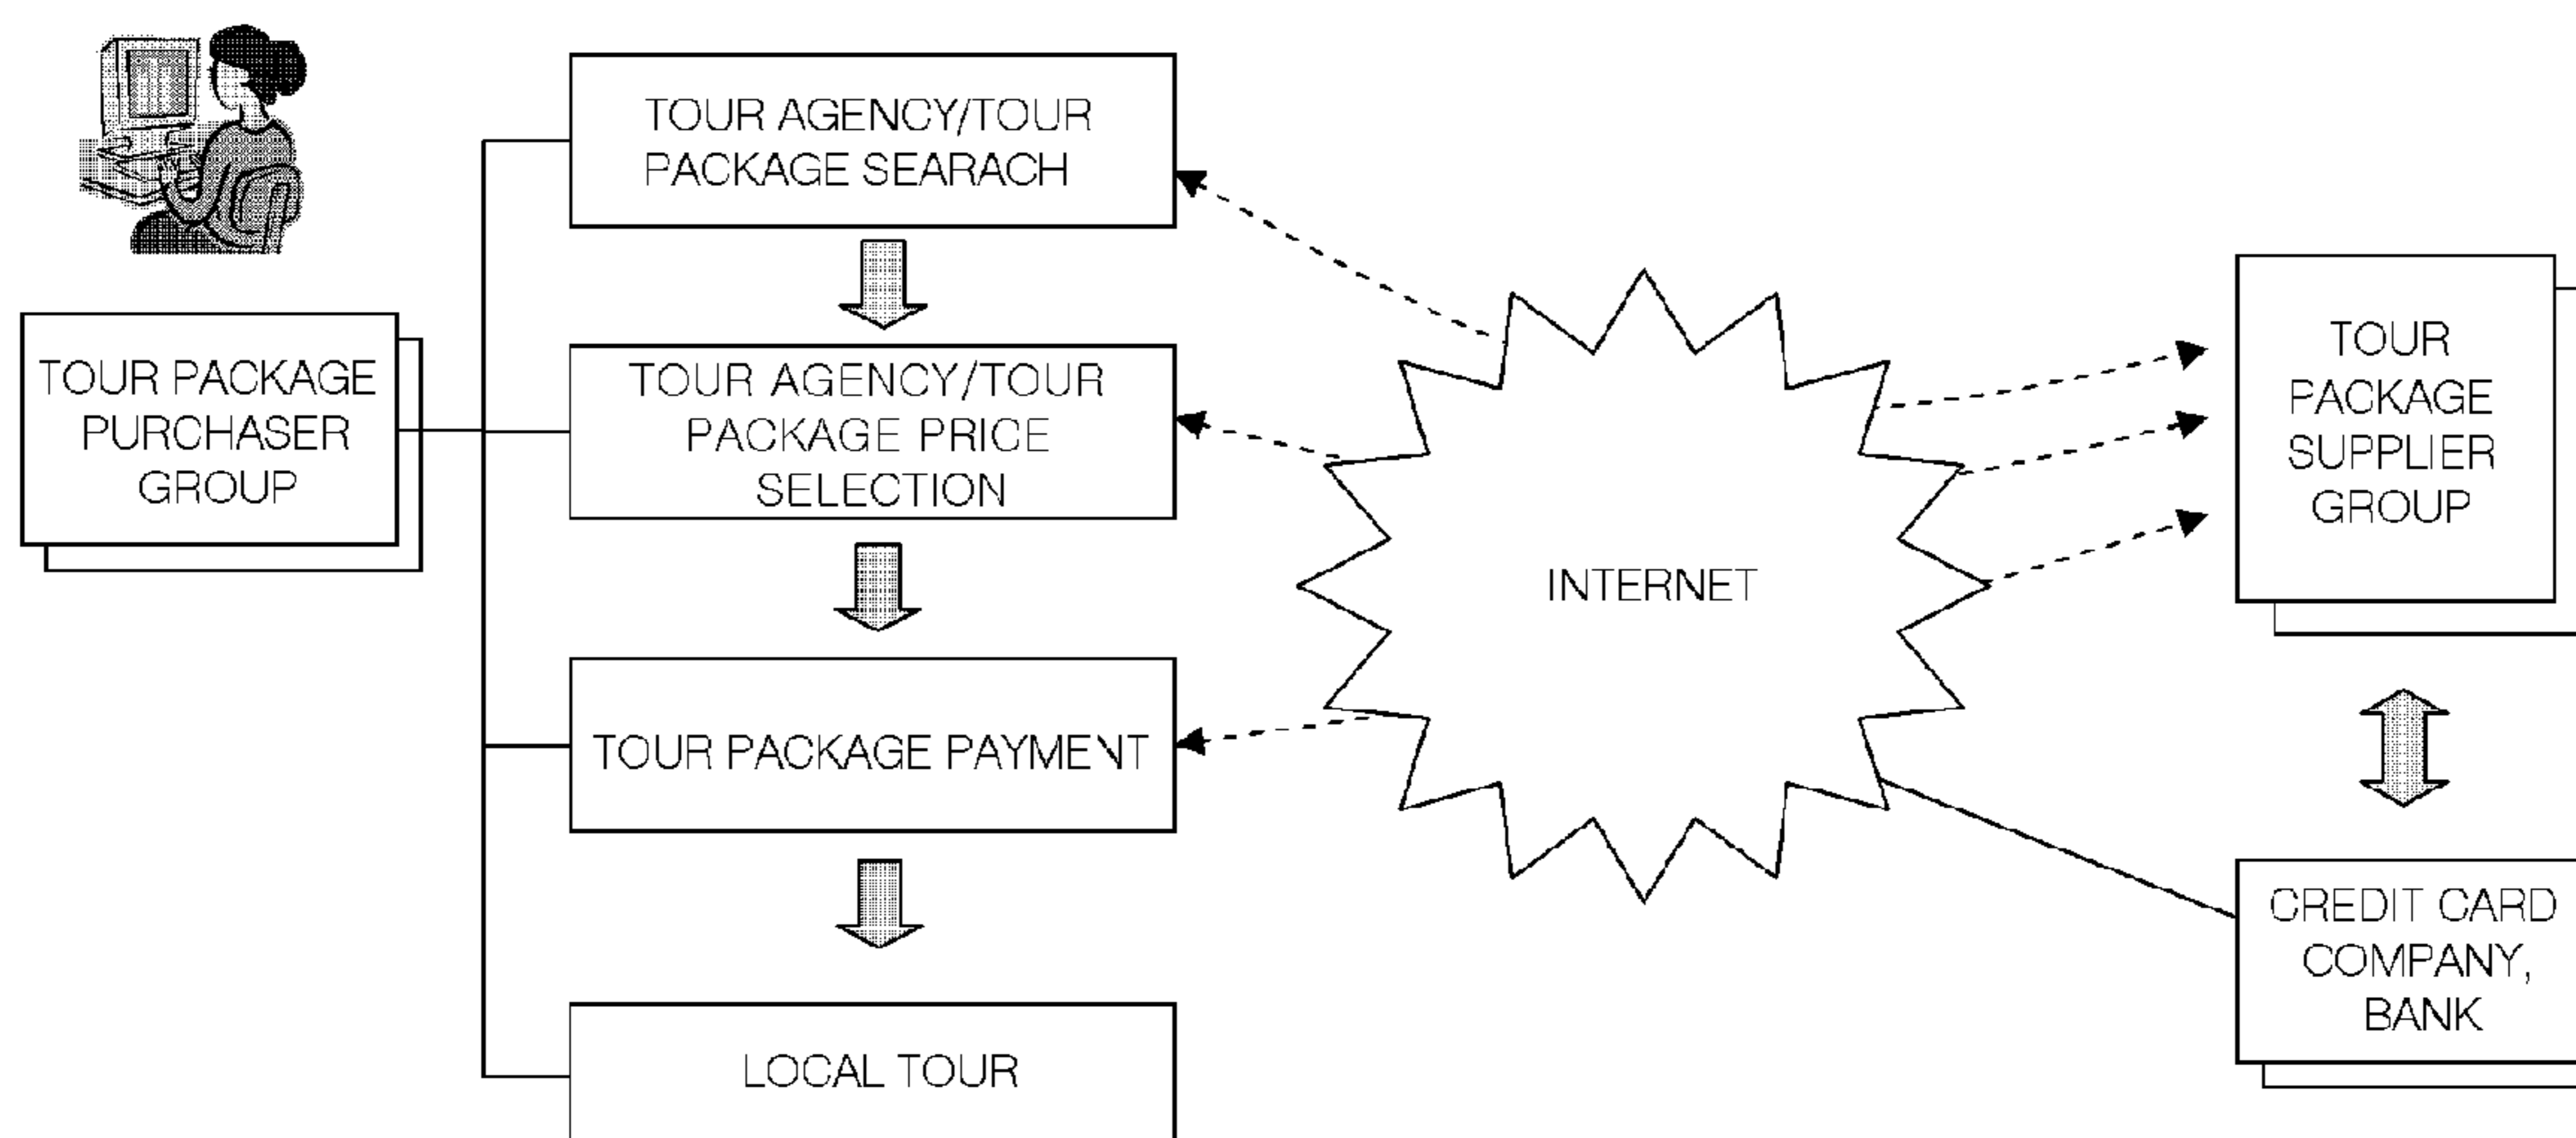 TOUR AGENCY/TOUR
PACKAGE SEARACH
TOUR PACKAGE
PURCHASER
GROUP
TOUR AGENCY/TOUR
PACKAGE PRICE
SELECTION
TOUR PACKAGE PAYMENT
LOCAL TOUR
INTERNET
TOUR
PACKAGE
SUPPLIER
GROUP
CREDIT CARD
COMPANY,
BANK